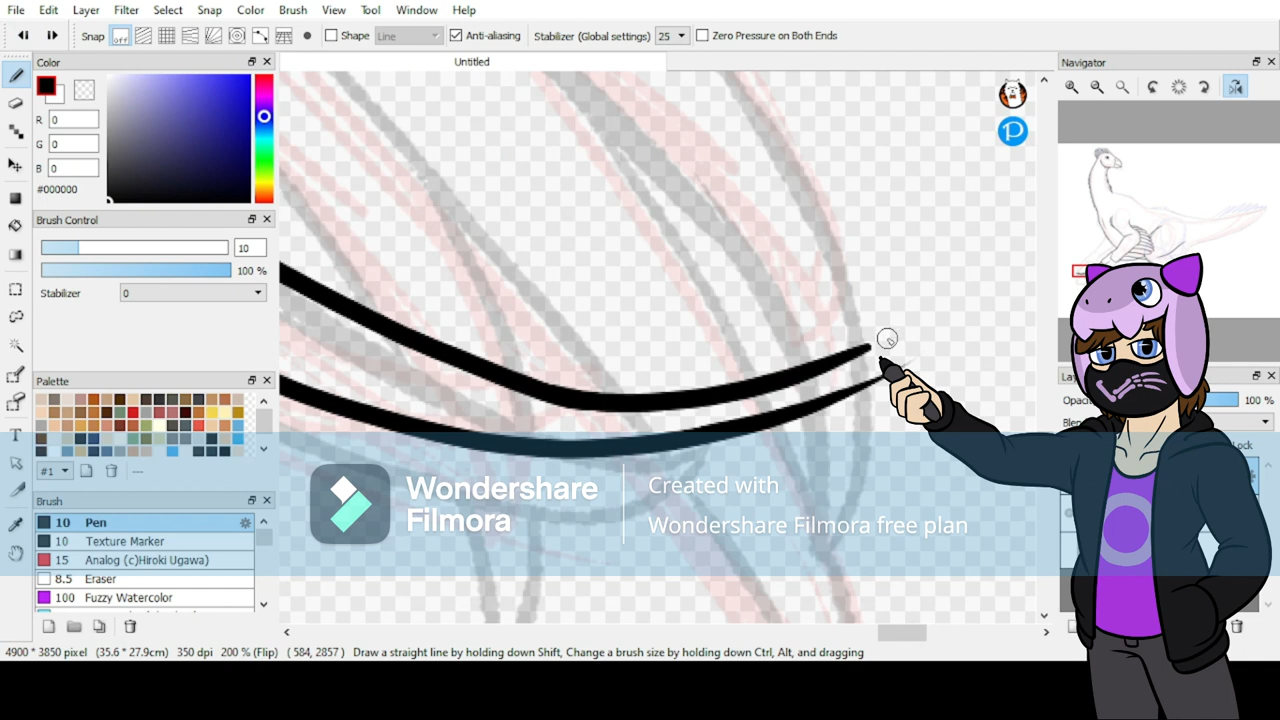 File Edit Layer Filter Select Snap Color Brush View Tool Window Help
Snap off Shape Line Anti-aliasing Stabilizer (Global settings) 25 Zero Pressure on Both Ends
Color
Untitled
Navigator
R 0
G 0
B 0
#000000
Brush Control
10
100 %
Stabilizer 0
Palette
100 %
Lock
#1
---
Brush
10 Pen
10 Texture Marker
15 Analog (c)Hiroki Ugawa)
8.5 Eraser
100 Fuzzy Watercolor
Wondershare
Filmora
Created with
Wondershare Filmora free plan
4900 * 3850 pixel (35.6 * 27.9cm) 350 dpi 200 % (Flip) ( 584, 2857 ) Draw a straight line by holding down Shift, Change a brush size by holding down Ctrl, Alt, and dragging